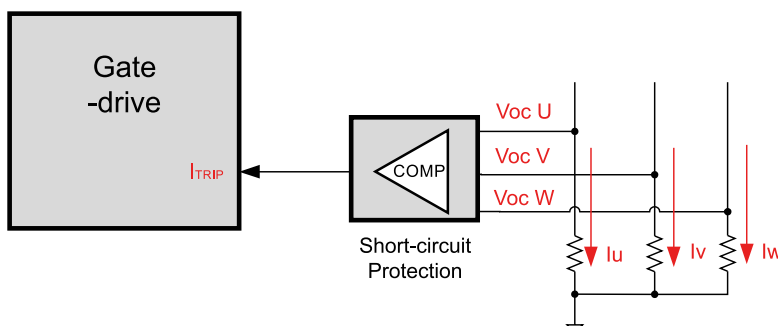 Gate
-drive
ITRIP
COMP
Short-circuit
Protection
Voc U
Voc V
Voc W
Iu
Iv
Iw